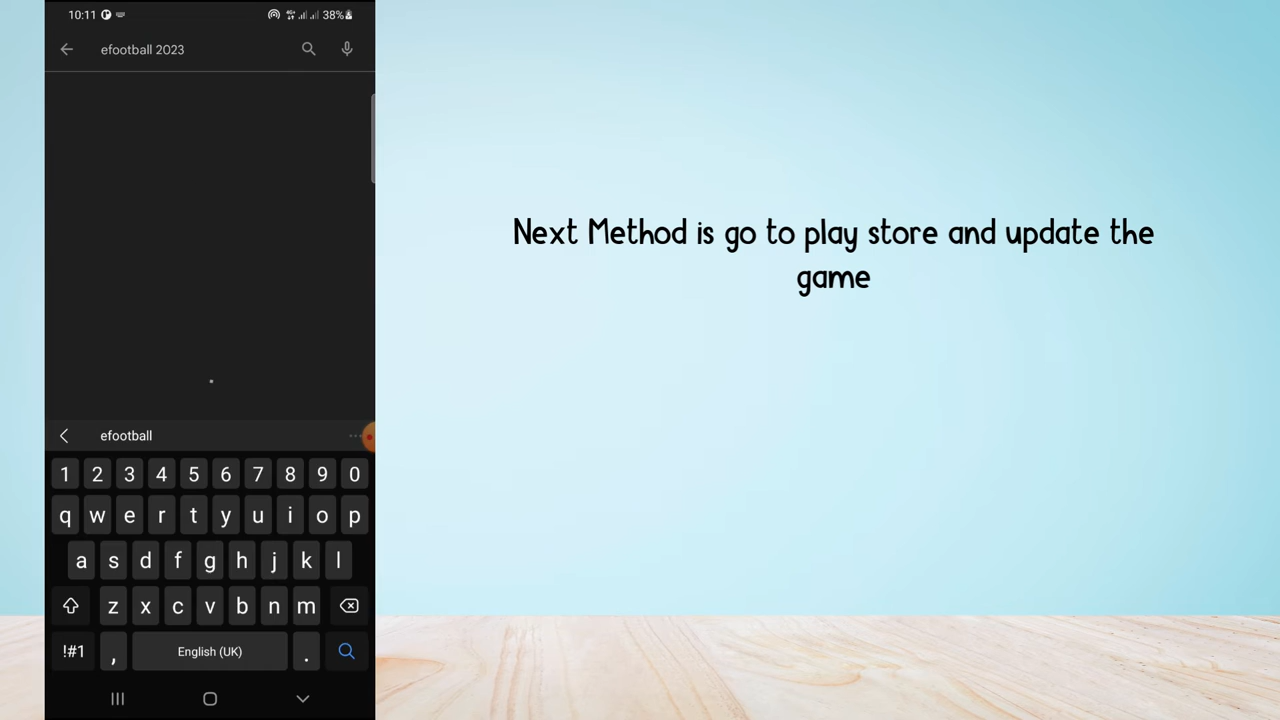 10:11 38%
efootball 2023
Next Method is go to play store and update the
game
efootball
1 2 3 4 5 6 7 8 9 0
q w e r t y u i o p
a s d f g h j k l
z x c v b n m
!#1 , English (UK) .